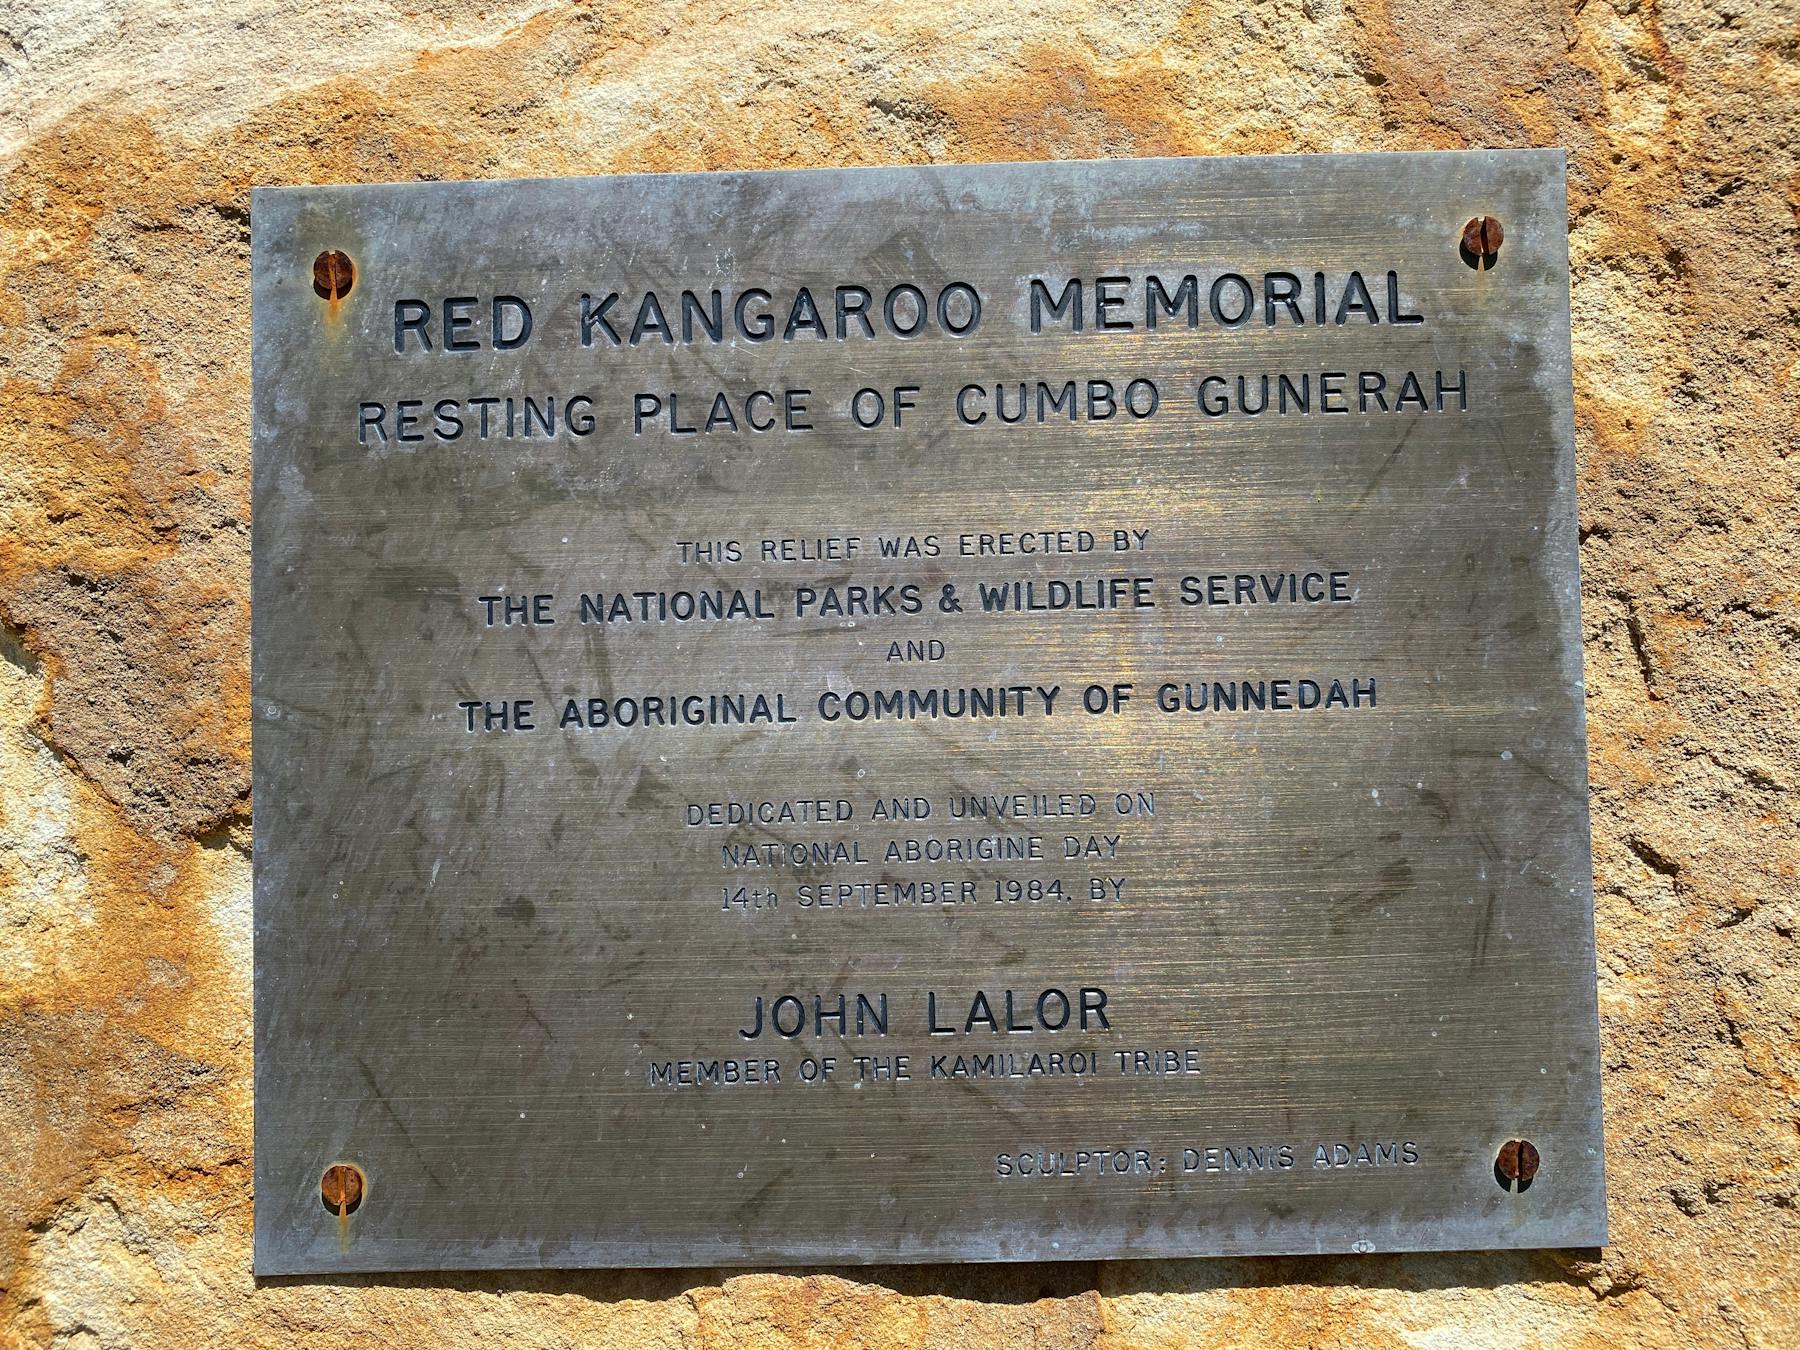 RED KANGAROO MEMORIAL
RESTING PLACE OF CUMBO GUNERAH
THIS RELIEF WAS ERECTED BY
THE NATIONAL PARKS & WILDLIFE SERVICE
AND
THE ABORIGINAL COMMUNITY OF GUNNEDAH
DEDICATED AND UNVEILED ON
NATIONAL ABORIGINE DAY
14th SEPTEMBER 1984. BY
JOHN LALOR
MEMBER OF THE KAMILAROI TRIBE
SCULPTOR: DENNIS ADAMS